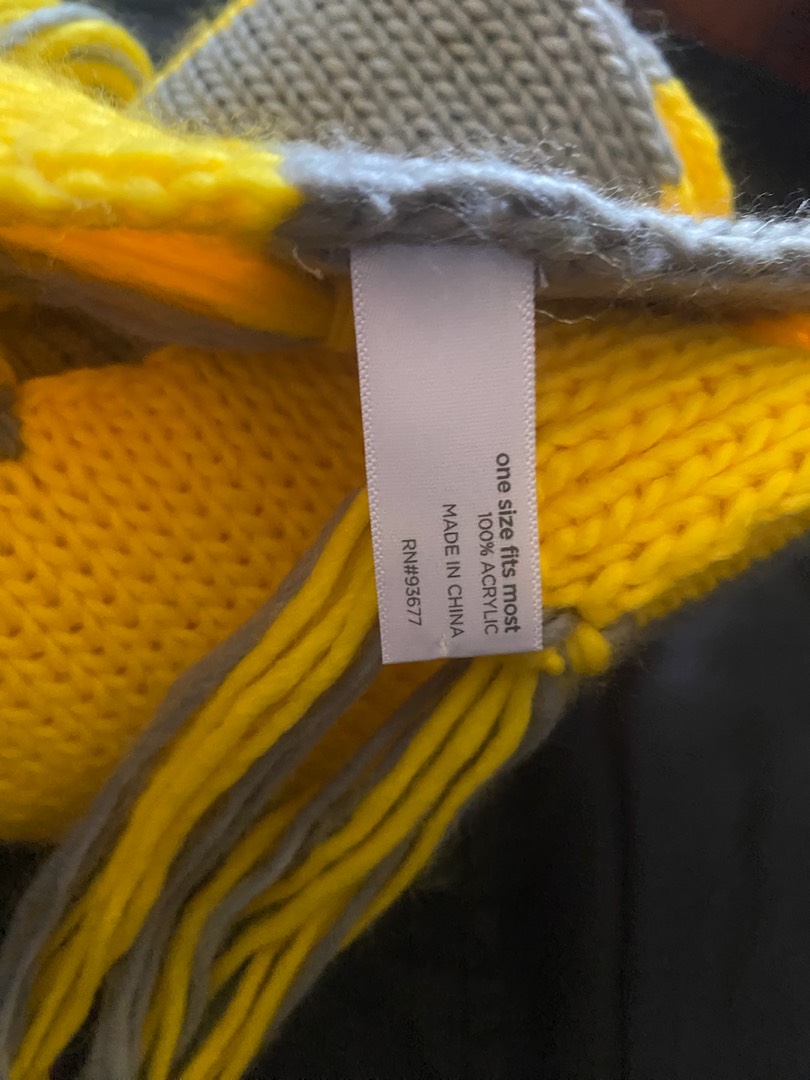 one size fits most
100% ACRYLIC
MADE IN CHINA
RN#93677